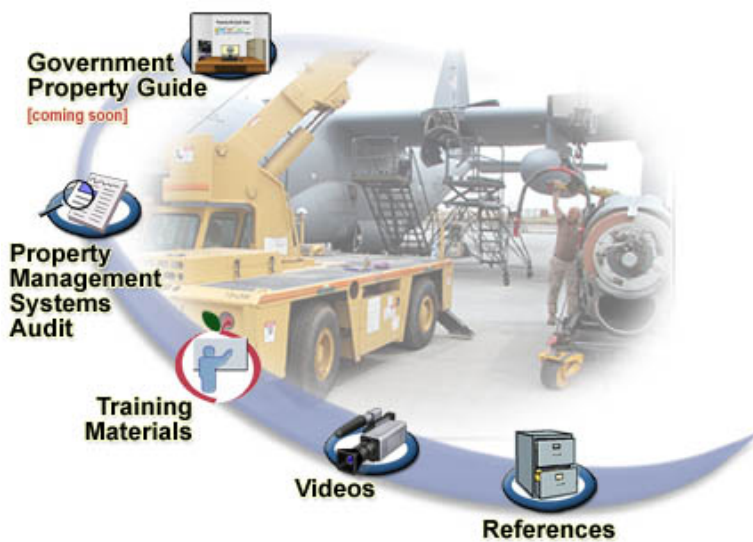 Government
Property Guide
[coming soon]
Property
Management
Systems
Audit
Training
Materials
Videos
References